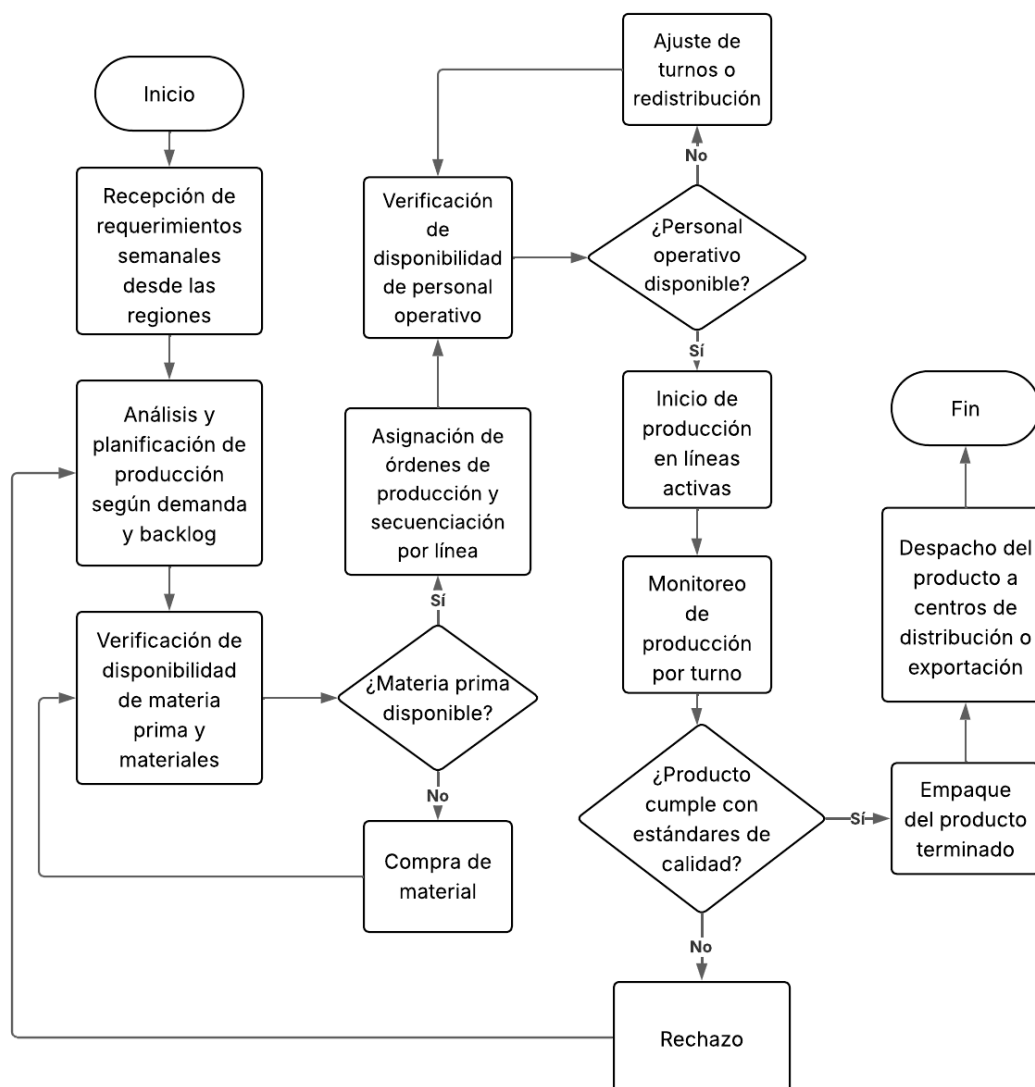 Inicio
Recepción de
requerimientos
semanales
desde las
regiones
Análisis y
planificación de
producción
según demanda
y backlog
Verificación de
disponibilidad
de materia
prima y
materiales
¿Materia prima
disponible?
No
Compra de
material
Sí
Asignación de
órdenes de
producción y
secuenciación
por línea
Verificación
de
disponibilidad
de personal
operativo
¿Personal
operativo
disponible?
No
Ajuste de
turnos o
redistribución
Sí
Inicio de
producción
en líneas
activas
Monitoreo
de
producción
por turno
¿Producto
cumple con
estándares de
calidad?
No
Rechazo
Sí
Empaque
del producto
terminado
Despacho del
producto a
centros de
distribución o
exportación
Fin